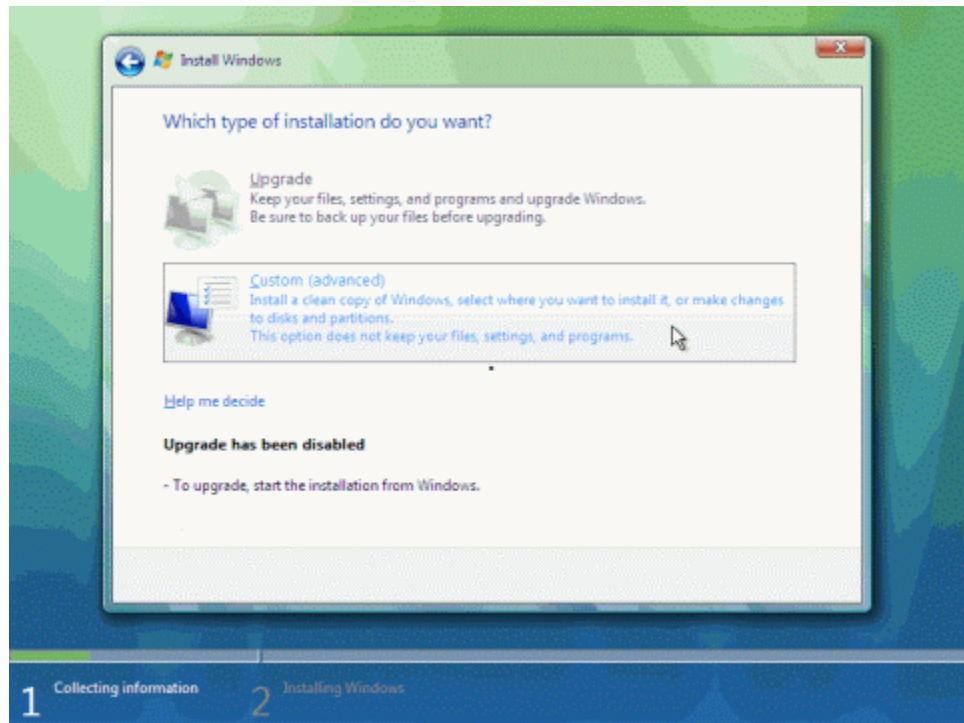 Install Windows
Which type of installation do you want?
Upgrade
Keep your files, settings, and programs and upgrade Windows.
Be sure to back up your files before upgrading.
Custom (advanced)
Install a clean copy of Windows, select where you want to install it, or make changes
to disks and partitions.
This option does not keep your files, settings, and programs.
Help me decide
Upgrade has been disabled
- To upgrade, start the installation from Windows.
1 Collecting information 2 Installing Windows